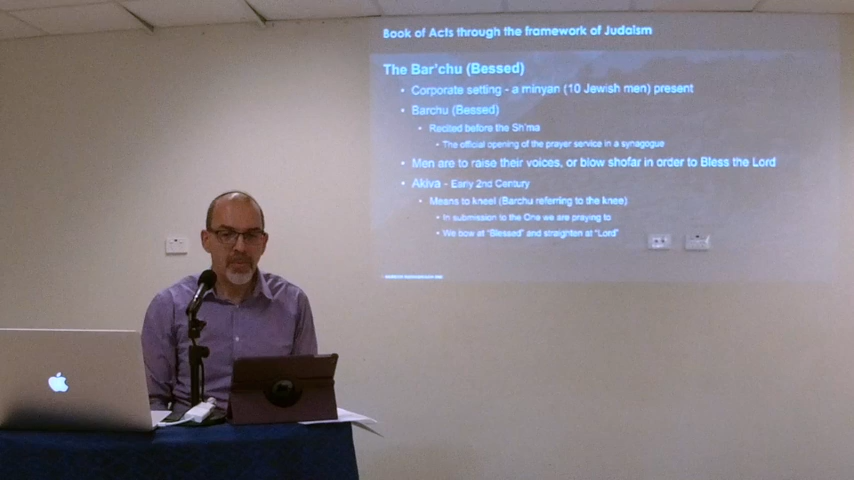 Book of Acts through the framework of Judaism
The Bar'chu (Bessed)
• Corporate setting - a minyan (10 Jewish men) present
• Barchu (Bessed)
• Recited before the Sh'ma
• The official opening of the prayer service in a synagogue
• Men are to raise their voices, or blow shofar in order to Bless the Lord
• Akiva - Early 2nd Century
• Means to kneel (Barchu referring to the knee)
• In submission to the One we are praying to
• We bow at "Blessed" and straighten at "Lord"